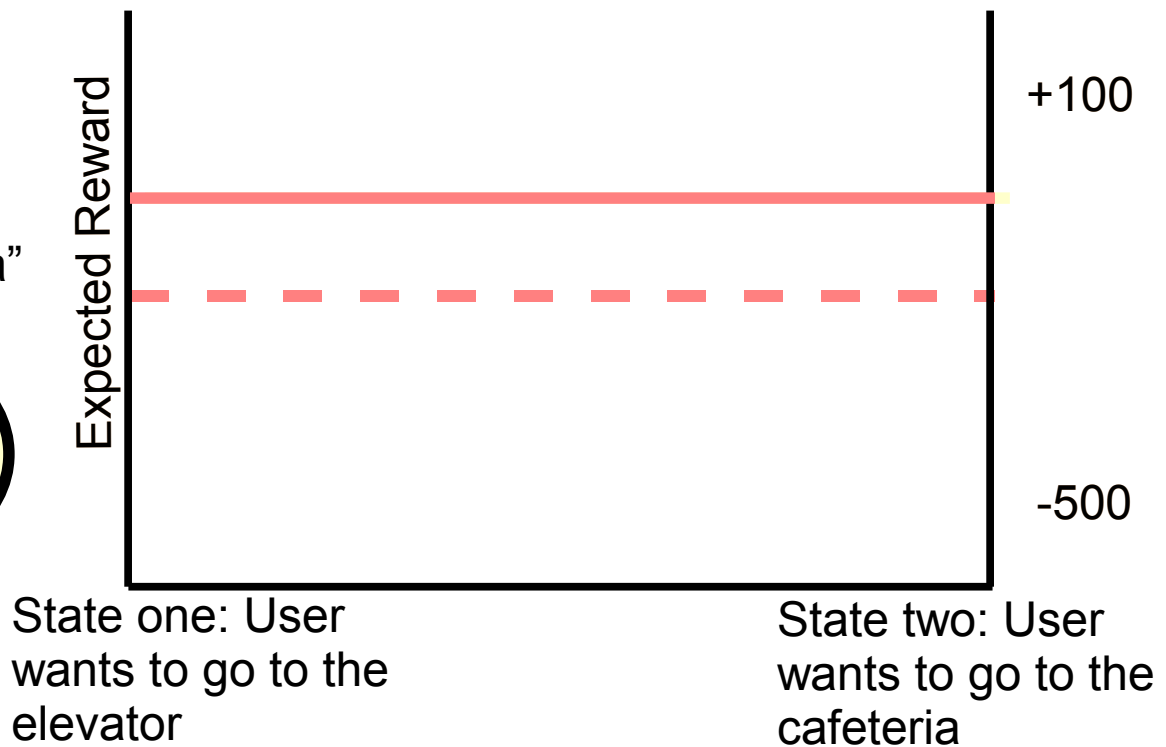 +100
Expected Reward
a”
-500
State one: User
wants to go to the
elevator
State two: User
wants to go to the
cafeteria